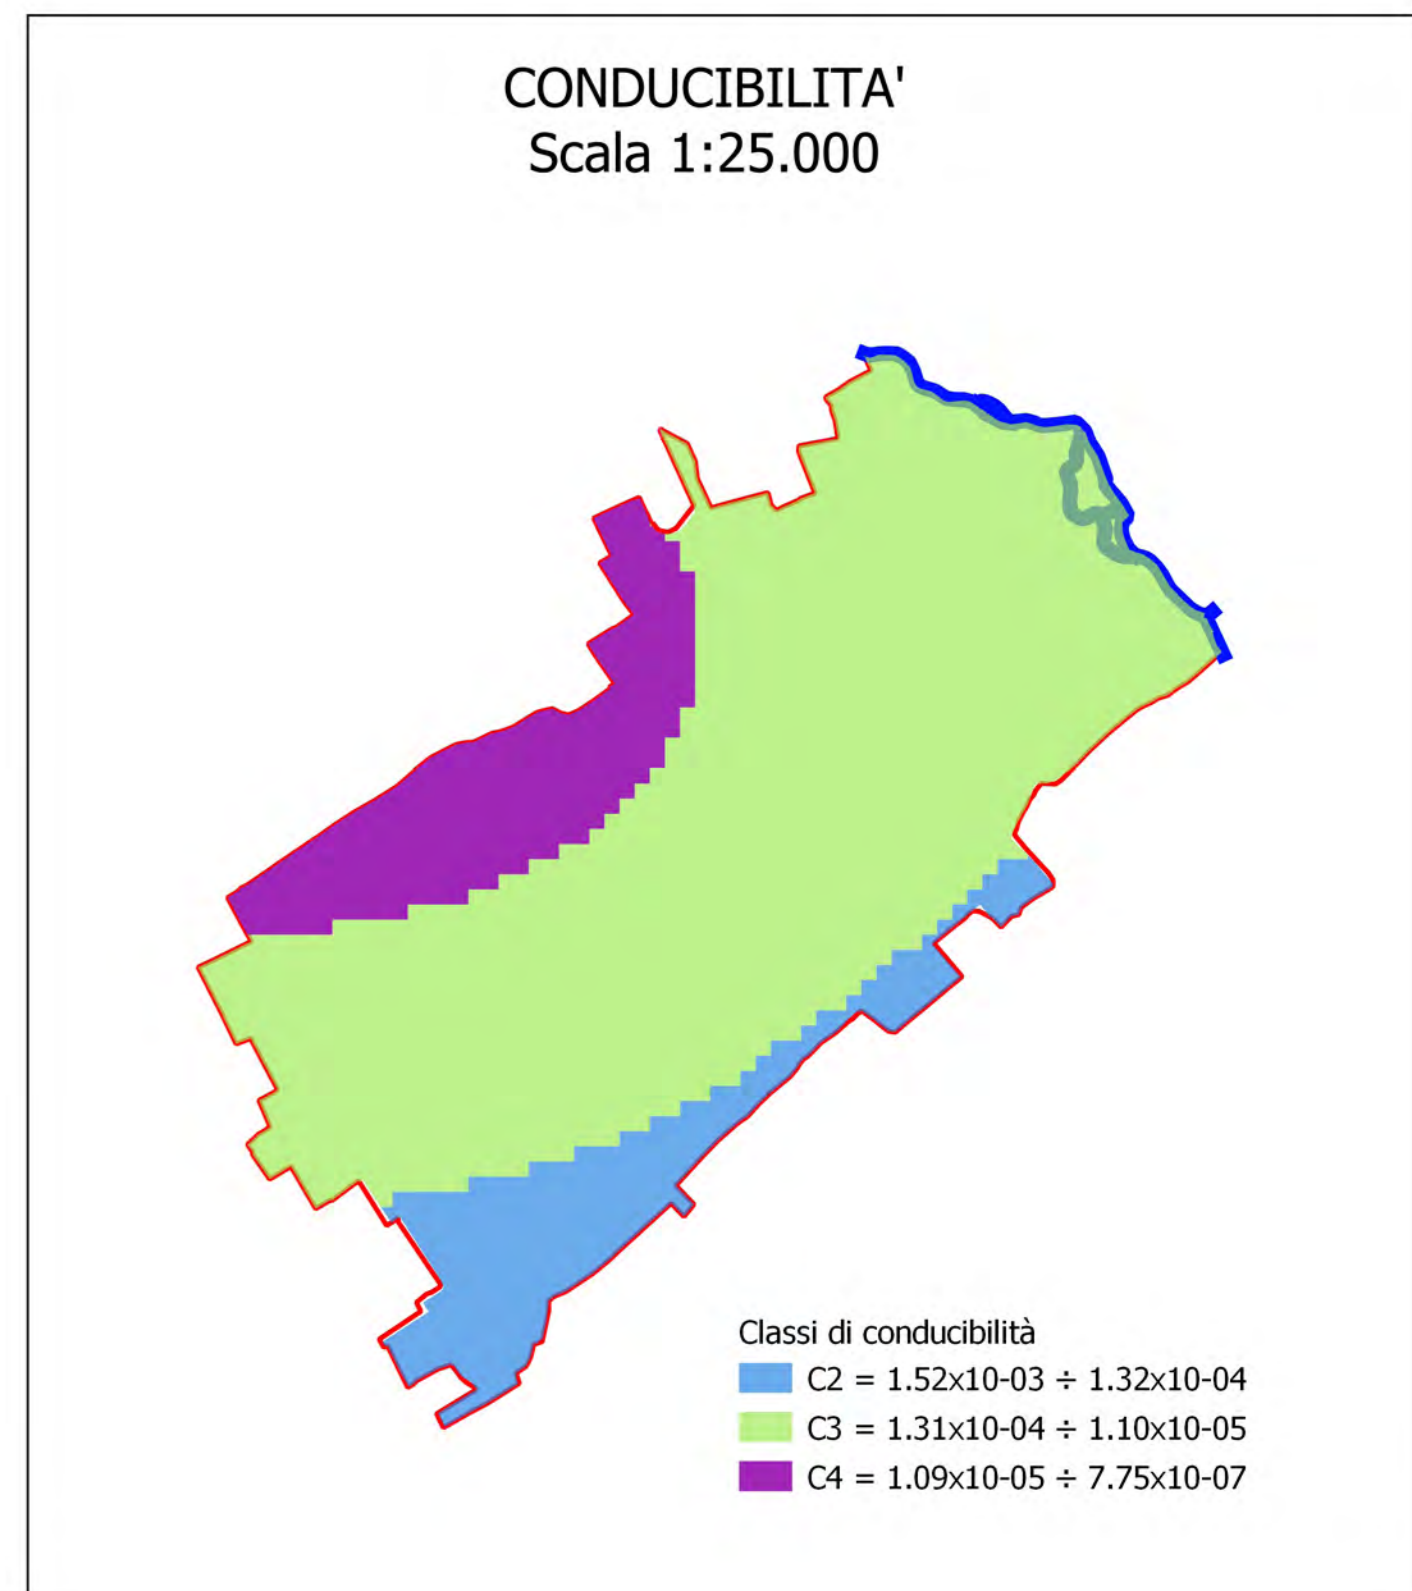 CONDUCIBILITA'
Scala 1:25.000
Classi di conducibilità
C2 = 1.52x10-03 ÷ 1.32x10-04
C3 = 1.31x10-04 ÷ 1.10x10-05
C4 = 1.09x10-05 ÷ 7.75x10-07